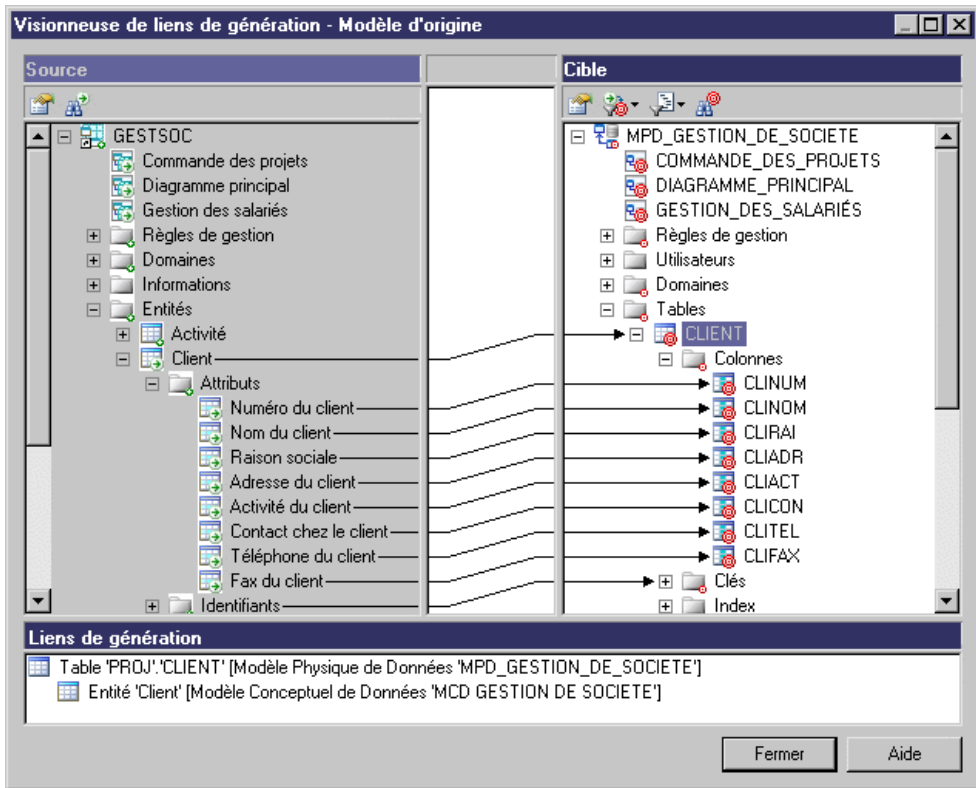 Visionneuse de liens de génération - Modèle d'origine
Source
Cible
GESTSOC
Commande des projets
Diagramme principal
Gestion des salariés
Règles de gestion
Domaines
Informations
Entités
Activité
Client
Attributs
Numéro du client
Nom du client
Raison sociale
Adresse du client
Activité du client
Contact chez le client
Téléphone du client
Fax du client
Identifiants
MPD_GESTION_DE_SOCIETE
COMMANDE_DES_PROJETS
DIAGRAMME_PRINCIPAL
GESTION_DES_SALARIÉS
Règles de gestion
Utilisateurs
Domaines
Tables
CLIENT
Colonnes
CLINUM
CLINOM
CLIRAI
CLIADR
CLIACT
CLICON
CLITEL
CLIFAX
Clés
Index
Liens de génération
Table 'PROJ'.'CLIENT' [Modèle Physique de Données 'MPD_GESTION_DE_SOCIETE']
Entité 'Client' [Modèle Conceptuel de Données 'MCD GESTION DE SOCIETE']
Fermer
Aide